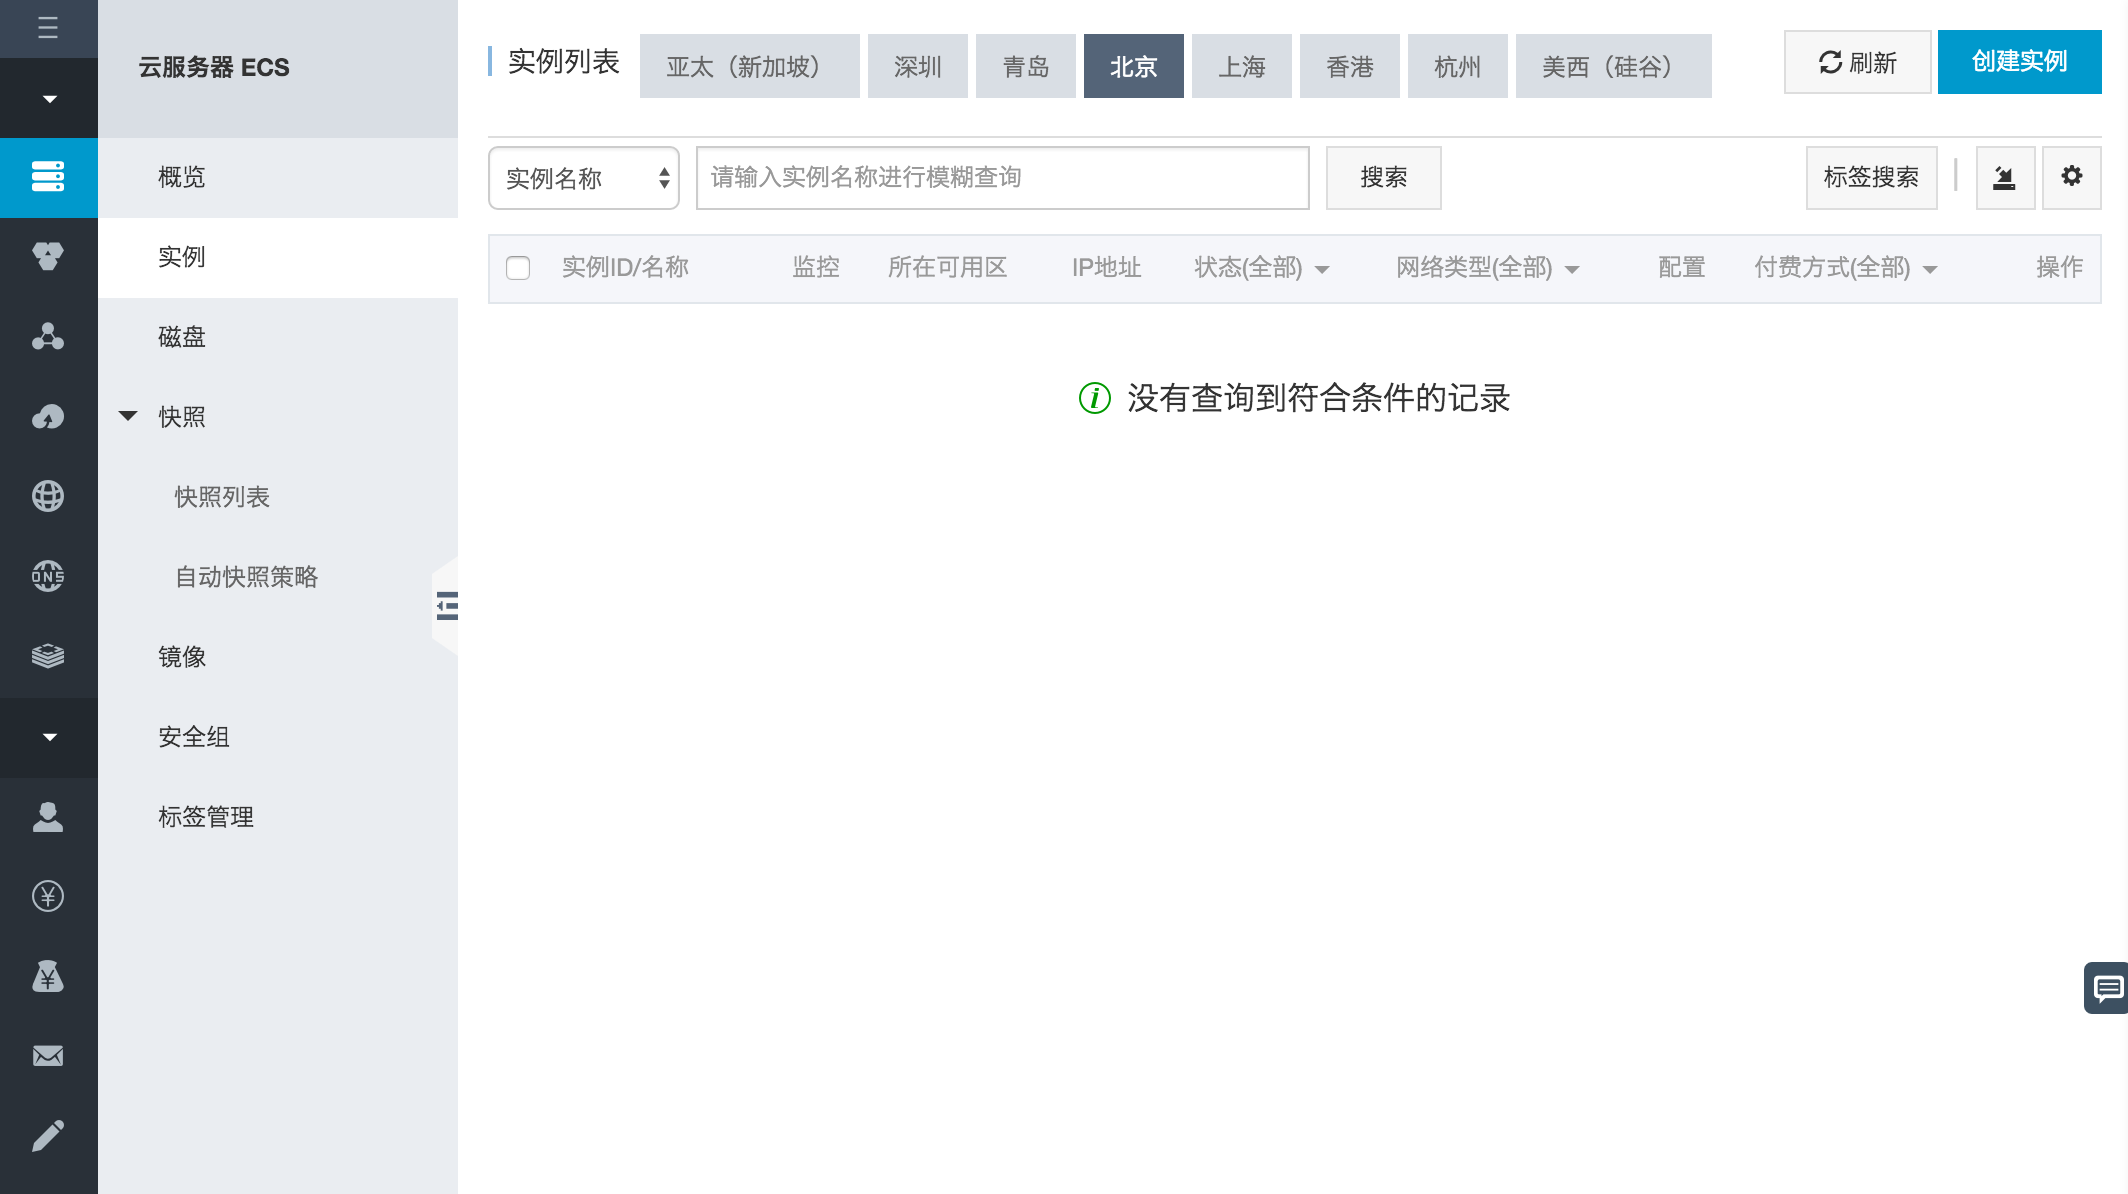 云服务器 ECS
概览
实例
磁盘
快照
快照列表
自动快照策略
镜像
安全组
标签管理
实例列表 亚太（新加坡） 深圳 青岛 北京 上海 香港 杭州 美西（硅谷） 刷新 创建实例
实例名称 请输入实例名称进行模糊查询 搜索 标签搜索
实例ID/名称 监控 所在可用区 IP地址 状态(全部) 网络类型(全部) 配置 付费方式(全部) 操作
没有查询到符合条件的记录